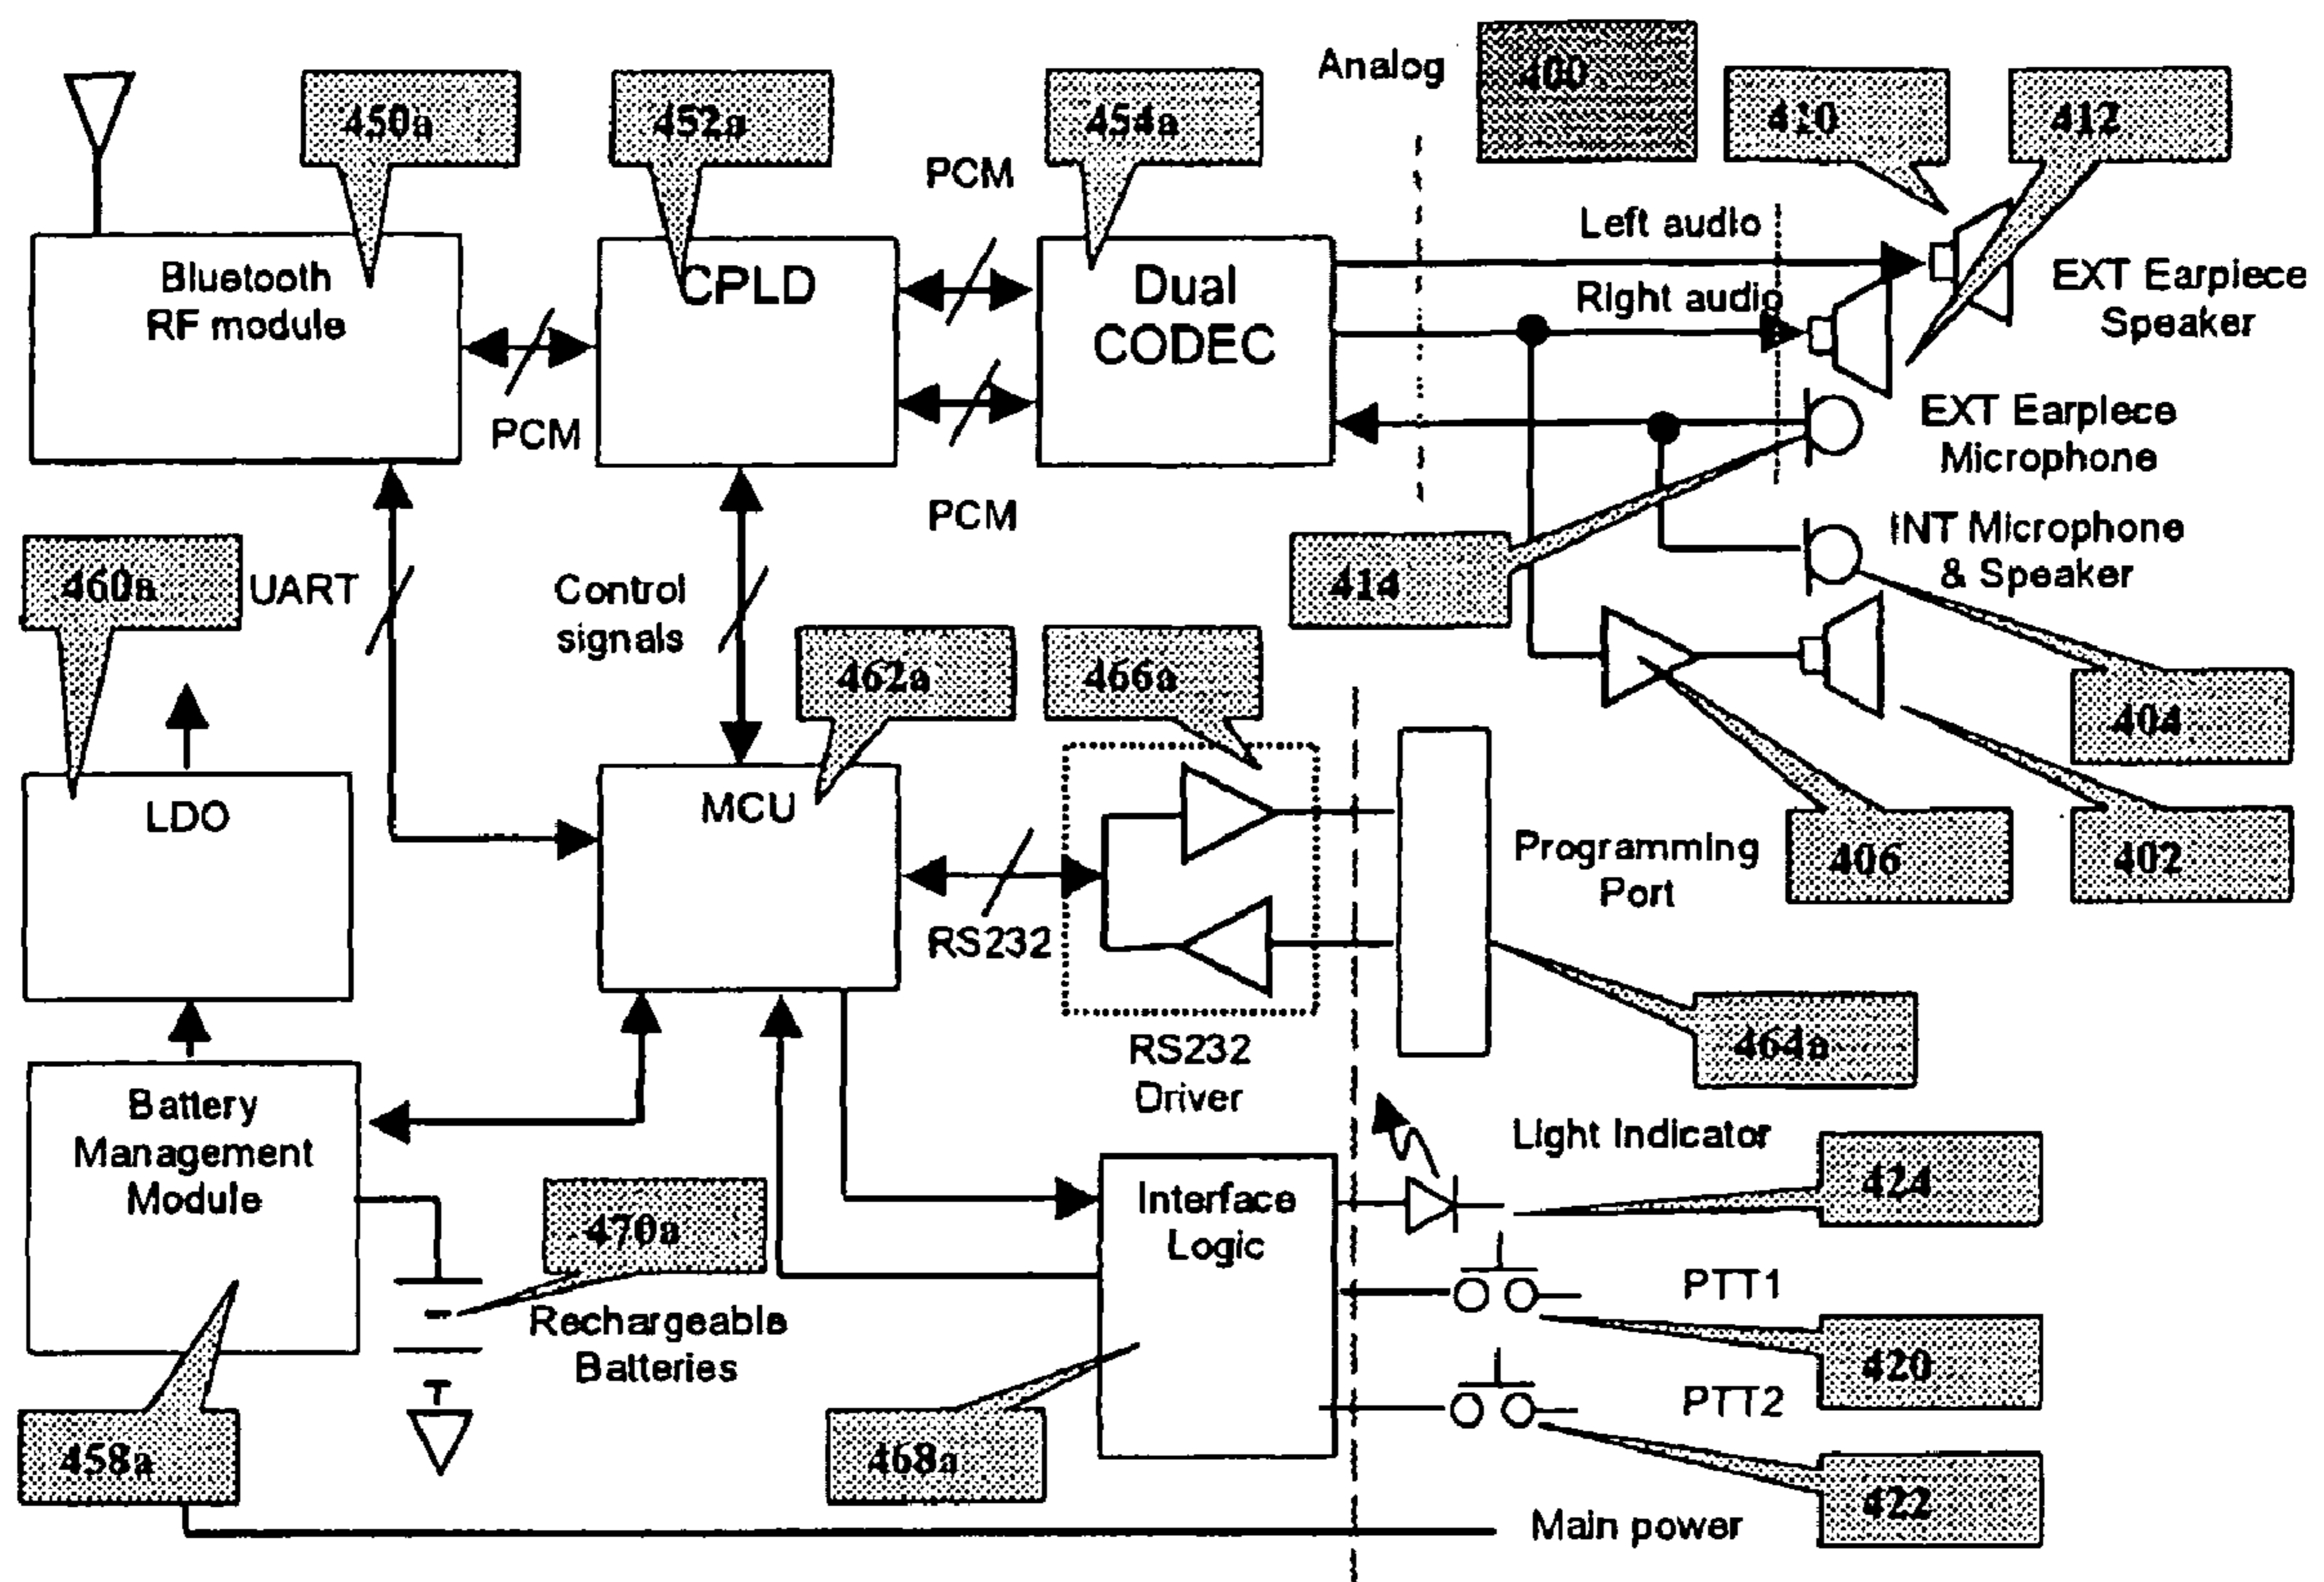 Analog
400
410
412
450a
452a
454a
PCM
Left audio
Bluetooth
RF module
CPLD
Dual
CODEC
Right audio
EXT Earpiece
Speaker
PCM
EXT Earpiece
Microphone
PCM
INT Microphone
& Speaker
414
460a
UART
Control
signals
462a
466a
404
LDO
MCU
Programming
Port
406
402
RS232
464a
RS232
Driver
Battery
Management
Module
Light Indicator
424
470a
Interface
Logic
PTT1
Rechargeable
Batteries
420
PTT2
458a
468a
422
Main power